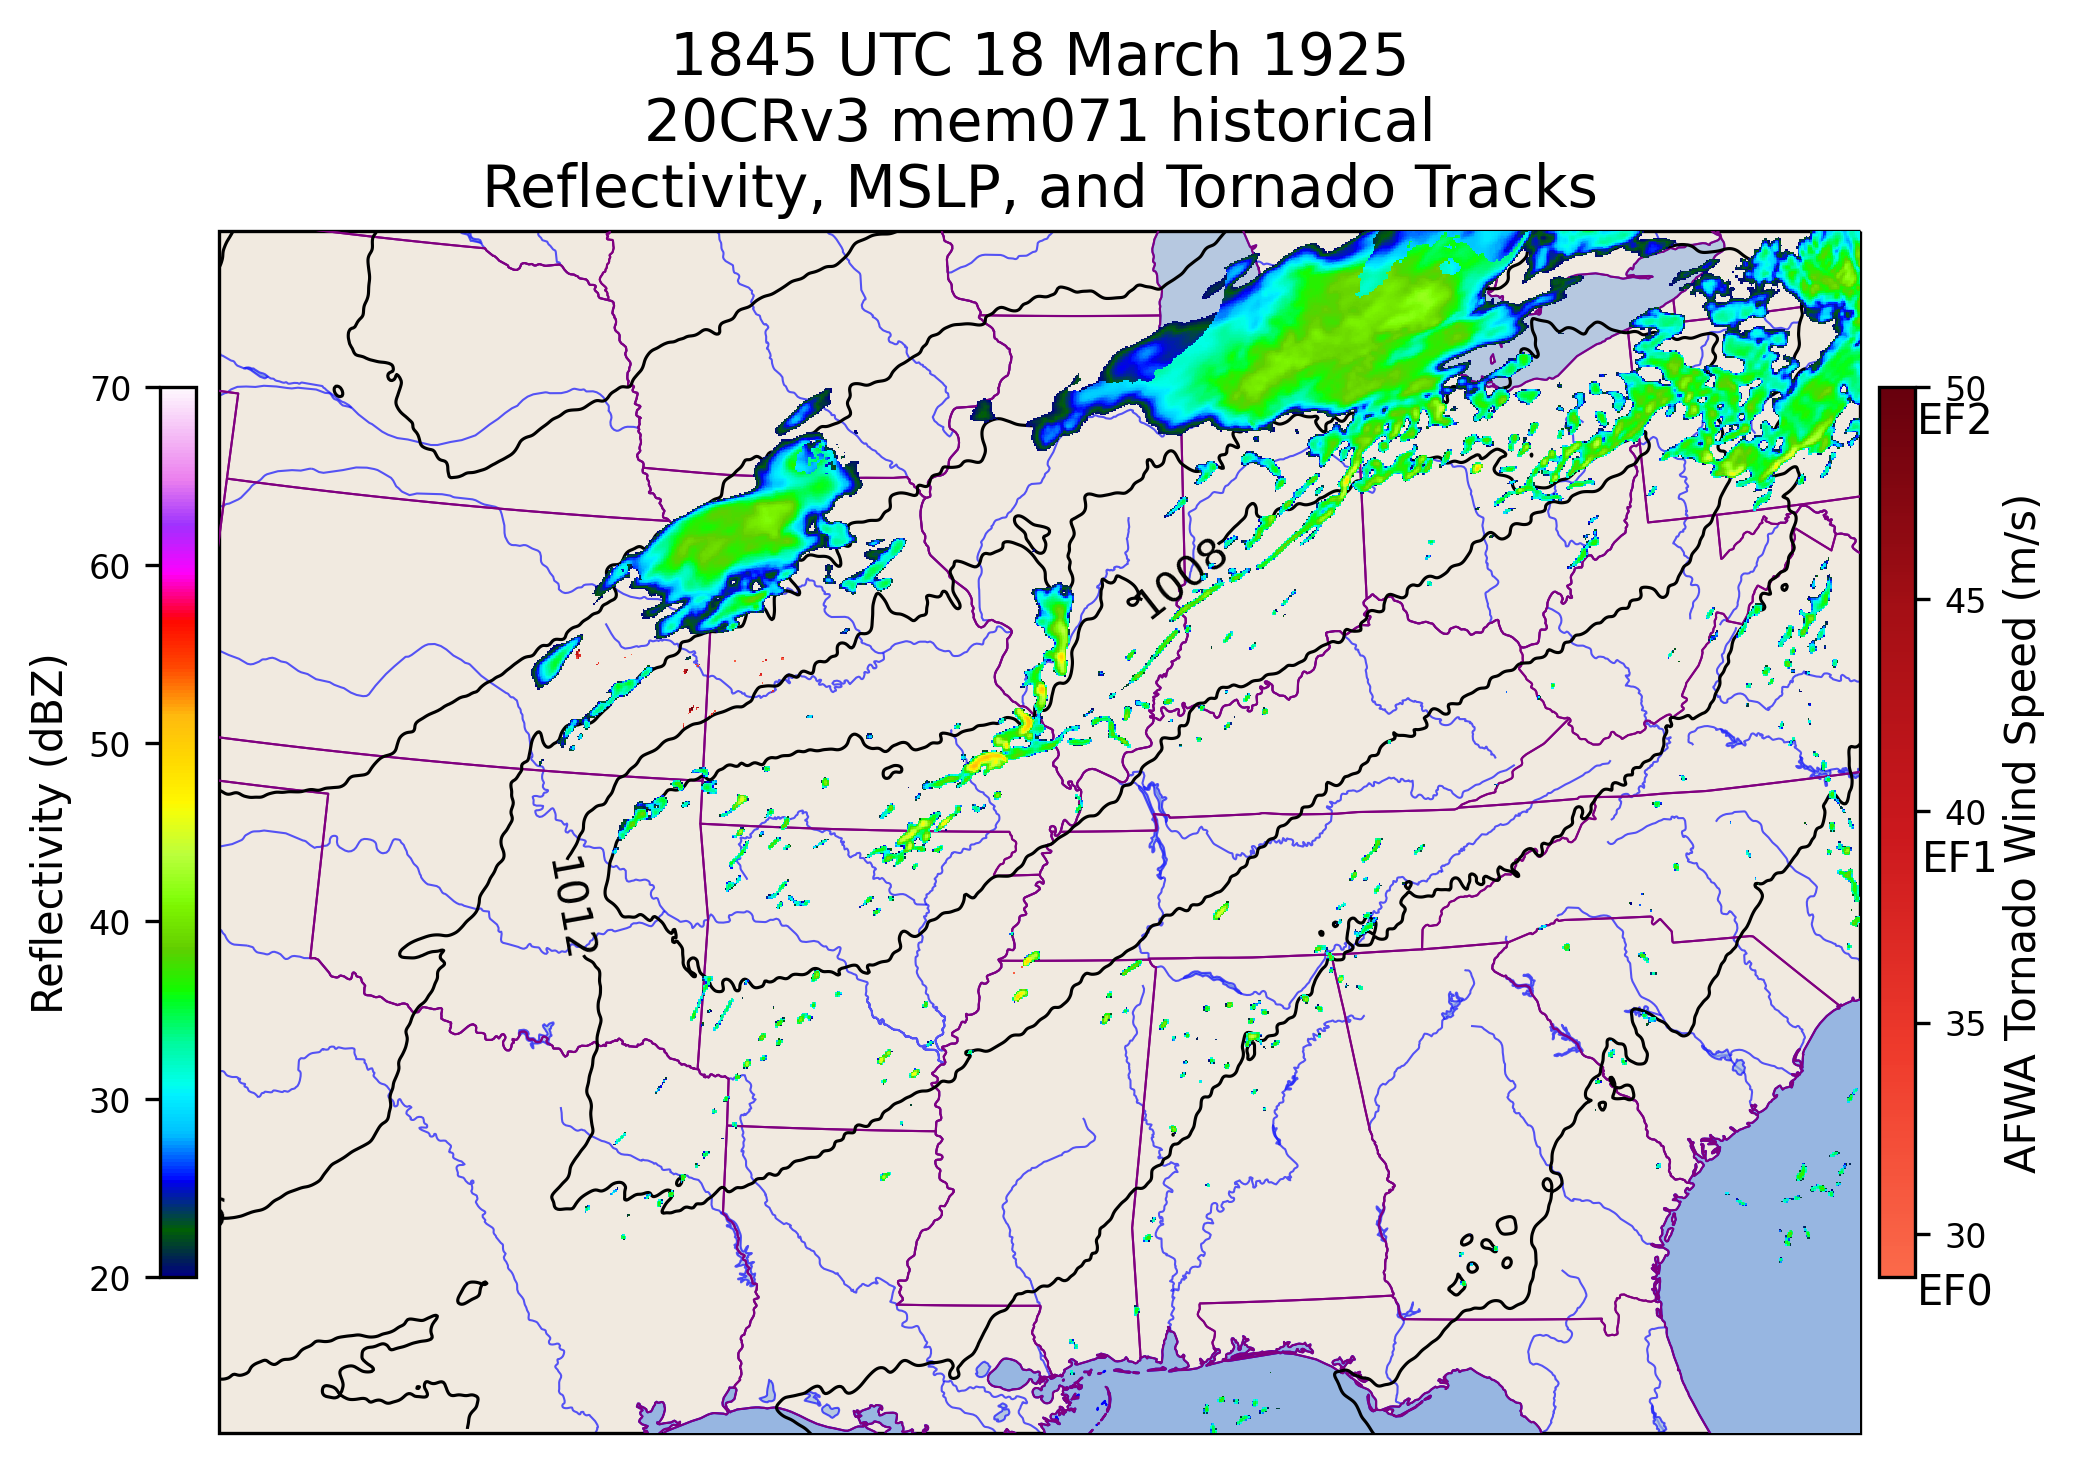 1845 UTC 18 March 1925
20CRv3 mem071 historical
Reflectivity, MSLP, and Tornado Tracks
Reflectivity (dBZ)
70
60
50
40
30
20
1008
1012
50
EF2
45
40
EF1
35
30
EF0
AFWA Tornado Wind Speed (m/s)